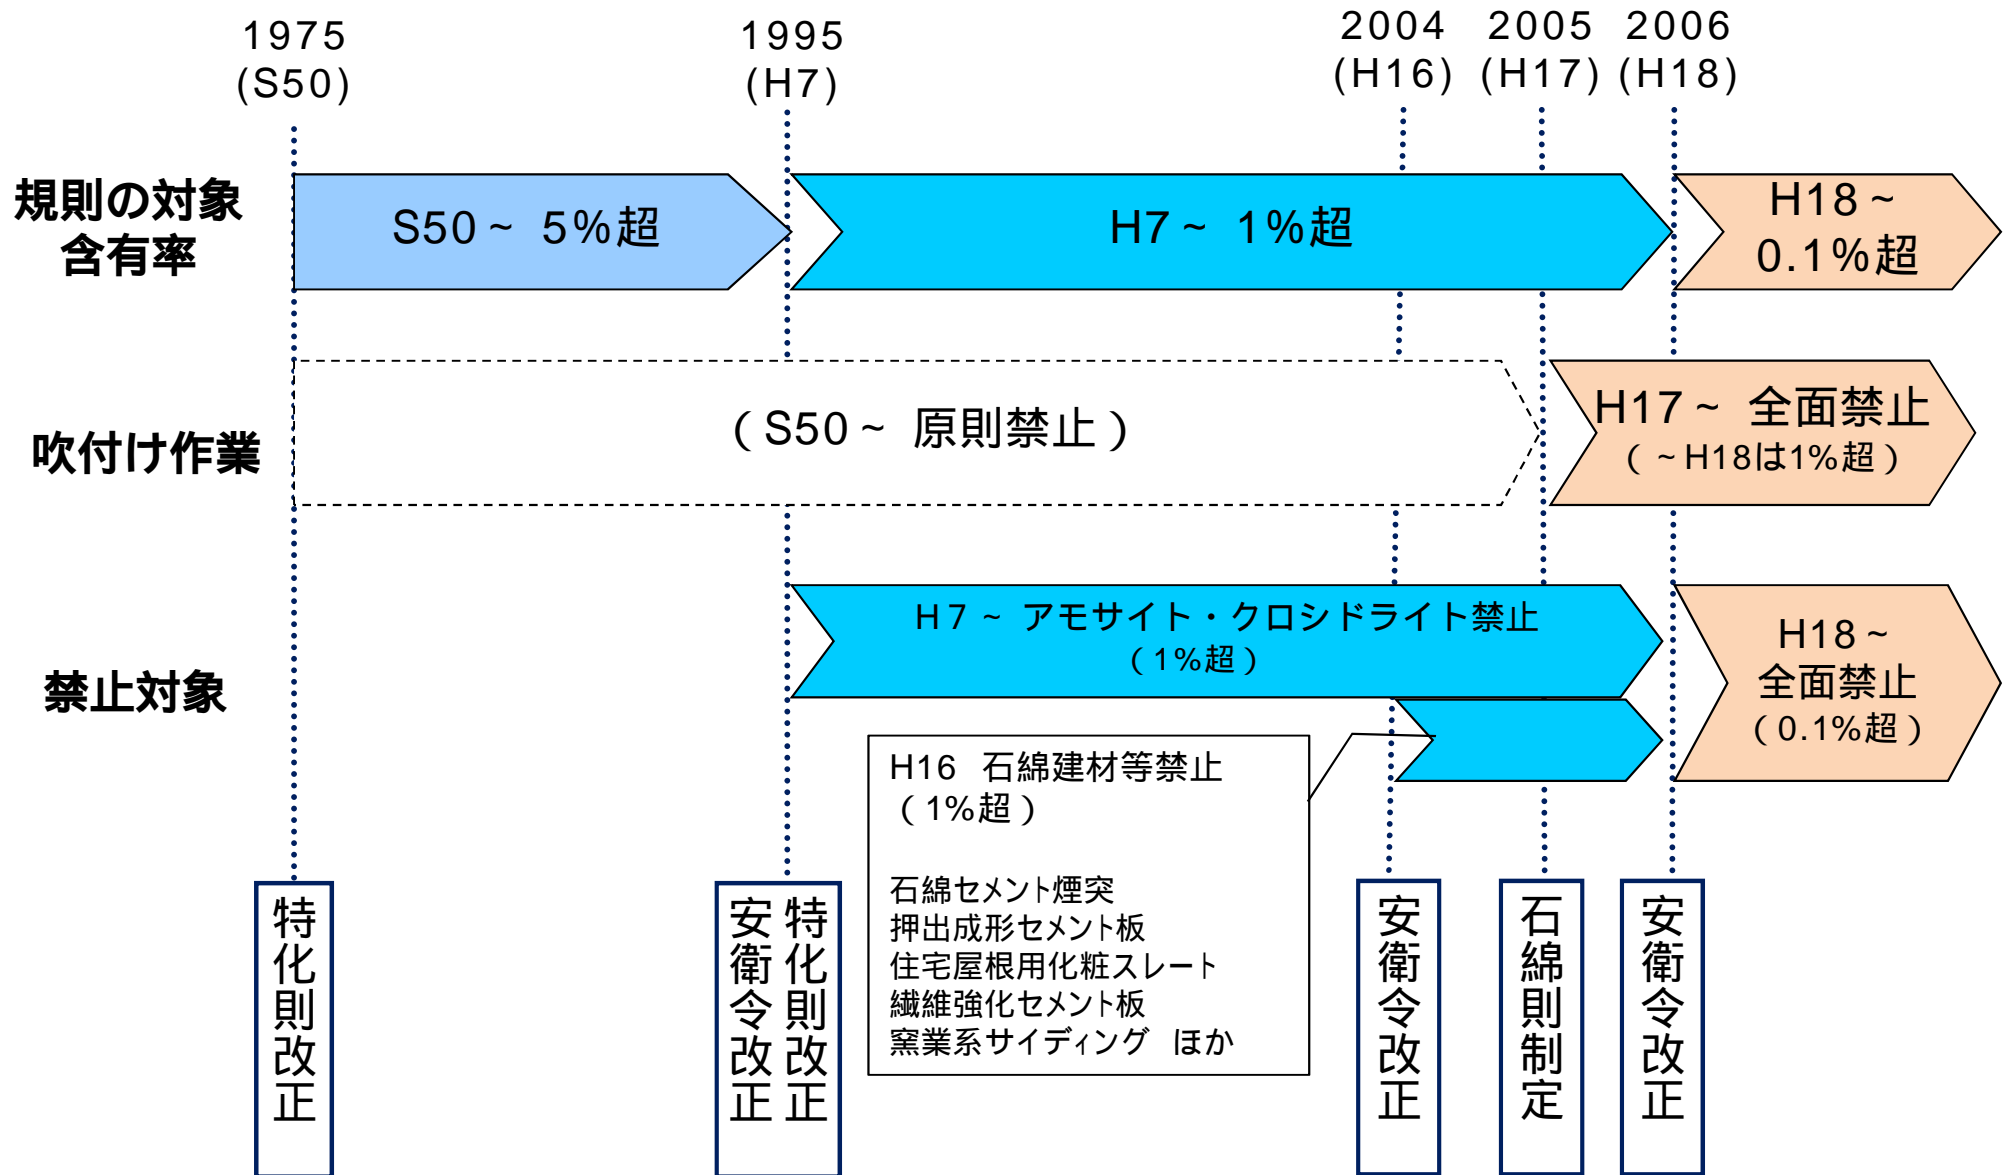 1975
(S50)
1995
(H7)
2004
(H16)
2005
(H17)
2006
(H18)
規則の対象
含有率
S50～ 5%超
H7～ 1%超
H18～
0.1%超
吹付け作業
（S50～ 原則禁止）
H17～ 全面禁止
（～H18は1%超）
禁止対象
H7～ アモサイト・クロシドライト禁止
（1%超）
H18～
全面禁止
（0.1%超）
H16 石綿建材等禁止
（1%超）
石綿セメント煙突
押出成形セメント板
住宅屋根用化粧スレート
繊維強化セメント板
窯業系サイディング ほか
特化則改正
特化則改正
安衛令改正
安衛令改正
石綿則制定
安衛令改正